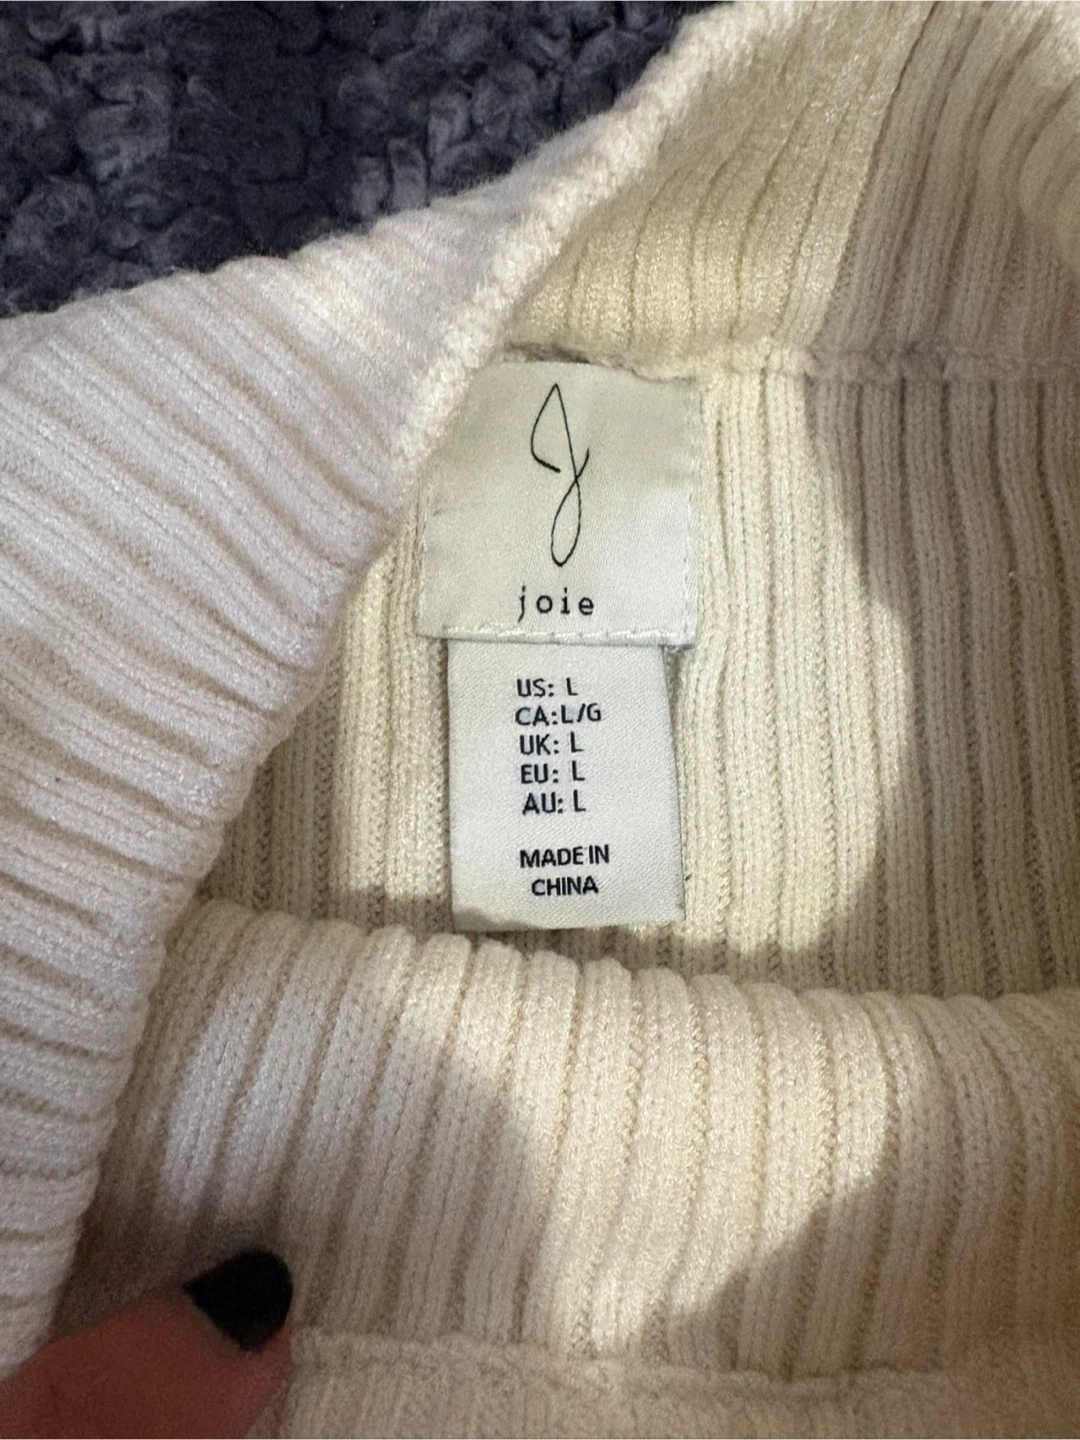 J
joie
US: L
CA:L/G
UK: L
EU: L
AU: L
MADE IN
CHINA